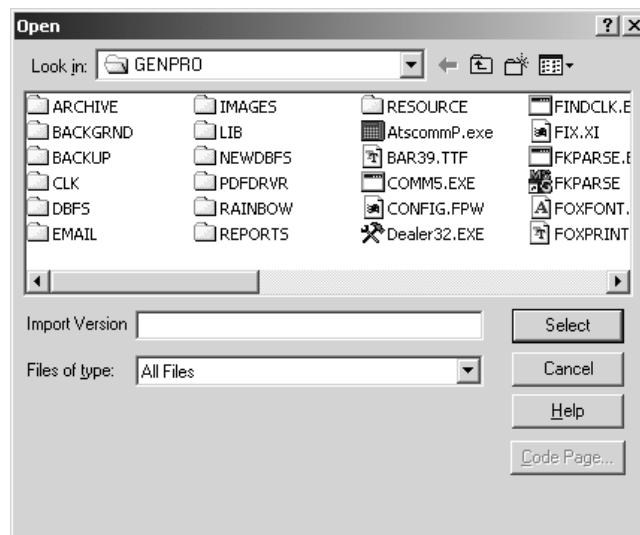 Open
Look in: GENPRO
ARCHIVE IMAGES RESOURCE FINDCLK.E
BACKGRND LIB AtscommP.exe FIX.XI
BACKUP NEWDBFS BAR39.TTF FKPARSE.E
CLK PDFDRVR COMM5.EXE FKPARSE
DBFS RAINBOW CONFIG.FPW FOXFONT.
EMAIL REPORTS Dealer32.EXE FOXPRINT
Import Version Select
Files of type: All Files Cancel
Help
Code Page...